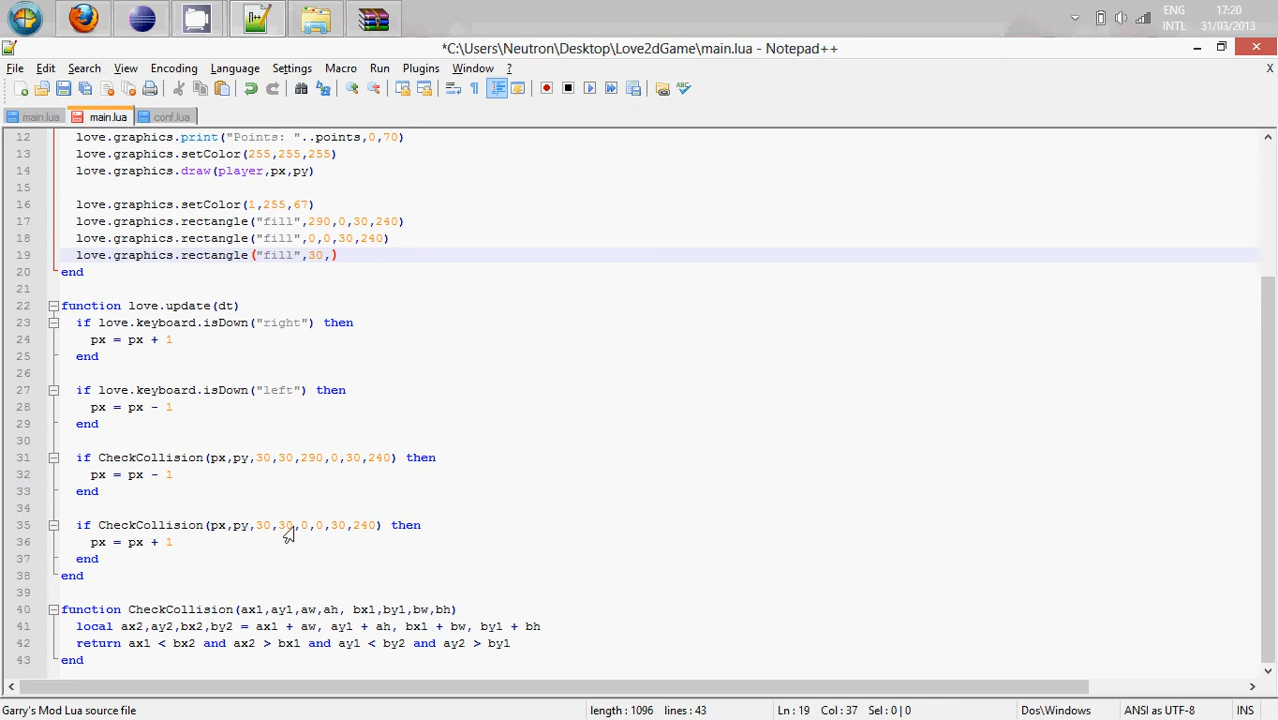 ENG 17:20
INTL 31/03/2013
*C:\Users\Neutron\Desktop\Love2dGame\main.lua - Notepad++
File Edit Search View Encoding Language Settings Macro Run Plugins Window ? X
main.lua main.lua conf.lua
12 love.graphics.print("Points: "..points,0,70)
13 love.graphics.setColor(255,255,255)
14 love.graphics.draw(player,px,py)
15
16 love.graphics.setColor(1,255,67)
17 love.graphics.rectangle("fill",290,0,30,240)
18 love.graphics.rectangle("fill",0,0,30,240)
19 love.graphics.rectangle("fill",30,)
20 end
21
22 function love.update(dt)
23 if love.keyboard.isDown("right") then
24 px = px + 1
25 end
26
27 if love.keyboard.isDown("left") then
28 px = px - 1
29 end
30
31 if CheckCollision(px,py,30,30,290,0,30,240) then
32 px = px - 1
33 end
34
35 if CheckCollision(px,py,30,30,0,0,30,240) then
36 px = px + 1
37 end
38 end
39
40 function CheckCollision(ax1,ay1,aw,ah, bx1,by1,bw,bh)
41 local ax2,ay2,bx2,by2 = ax1 + aw, ay1 + ah, bx1 + bw, by1 + bh
42 return ax1 < bx2 and ax2 > bx1 and ay1 < by2 and ay2 > by1
43 end
Garry's Mod Lua source file length : 1096 lines : 43 Ln : 19 Col : 37 Sel : 0 | 0 Dos\Windows ANSI as UTF-8 INS